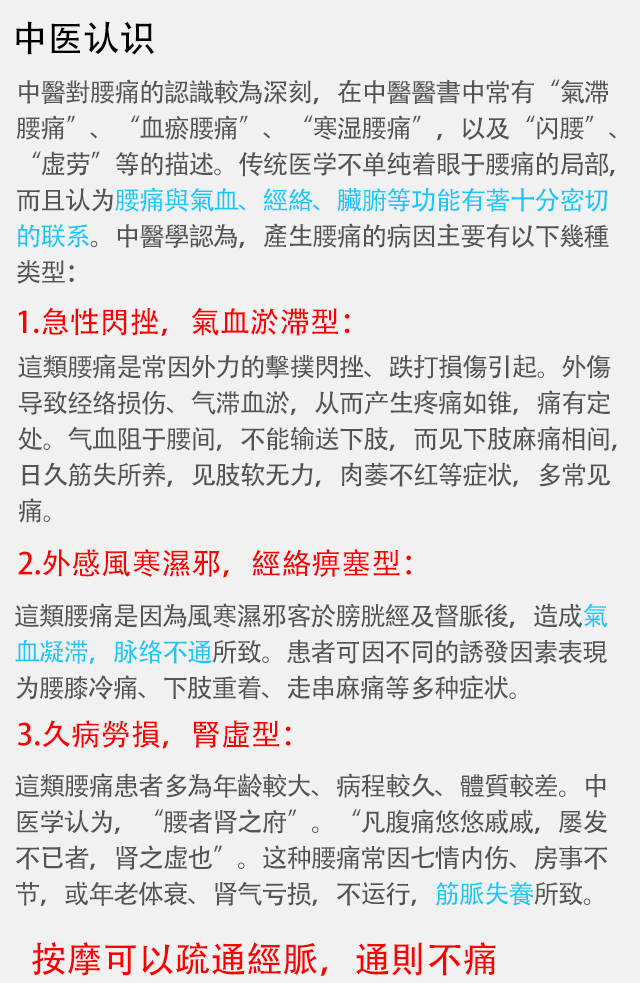 中医认识
中醫對腰痛的認識較為深刻，在中醫醫書中常有“氣滯
腰痛”、“血瘀腰痛”、“寒湿腰痛”，以及“闪腰”、
“虚劳”等的描述。传统医学不单纯着眼于腰痛的局部，
而且认为腰痛與氣血、經絡、臟腑等功能有著十分密切
的联系。中醫學認為，產生腰痛的病因主要有以下幾種
类型：
1.急性閃挫，氣血淤滯型：
這類腰痛是常因外力的擊撲閃挫、跌打損傷引起。外傷
导致经络损伤、气滞血淤，从而产生疼痛如锥，痛有定
处。气血阻于腰间，不能输送下肢，而见下肢麻痛相间，
日久筋失所养，见肢软无力，肉萎不红等症状，多常见
痛。
2.外感風寒濕邪，經絡痹塞型：
這類腰痛是因為風寒濕邪客於膀胱經及督脈後，造成氣
血凝滞，脉络不通所致。患者可因不同的誘發因素表現
为腰膝冷痛、下肢重着、走串麻痛等多种症状。
3.久病勞損，腎虛型：
這類腰痛患者多為年齡較大、病程較久、體質較差。中
医学认为，“腰者肾之府”。“凡腹痛悠悠戚戚，屡发
不已者，肾之虚也”。这种腰痛常因七情内伤、房事不
节，或年老体衰、肾气亏损，不运行，筋脈失養所致。
按摩可以疏通經脈，通則不痛